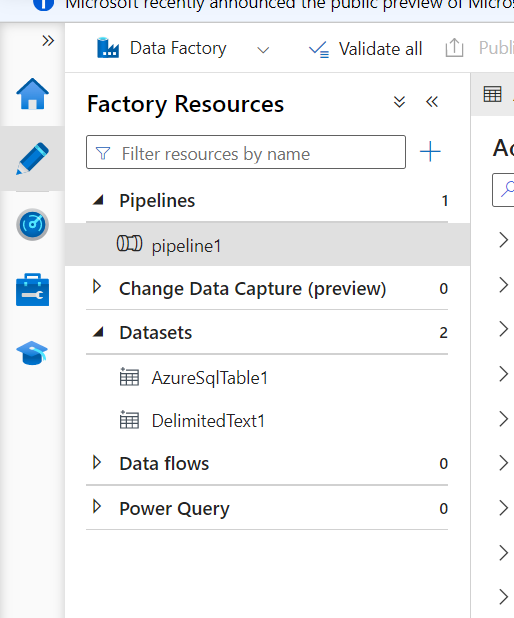 Microsoft recently announced the public preview of
Data Factory
Validate all
Factory Resources
Filter resources by name
Pipelines 1
pipeline1
Change Data Capture (preview) 0
Datasets 2
AzureSqlTable1
DelimitedText1
Data flows 0
Power Query 0